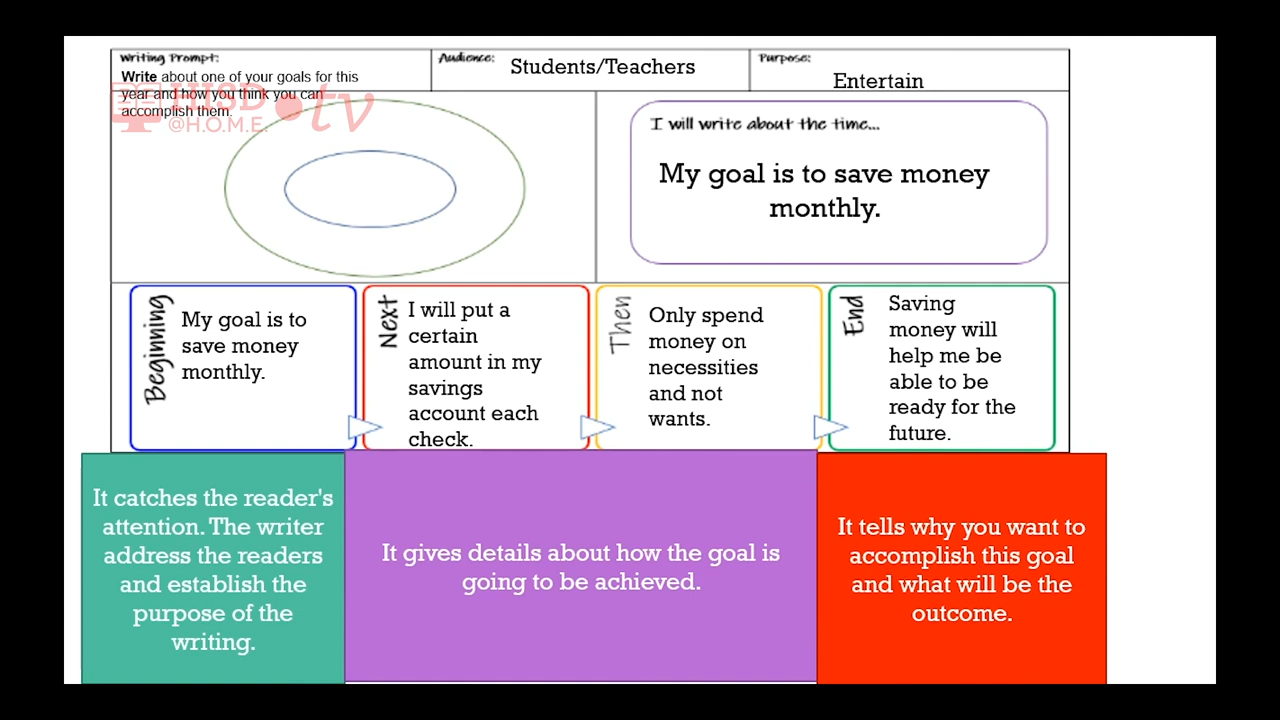 Writing Prompt:
Write about one of your goals for this
year and how you think you can
accomplish them.
HISD
@H.O.M.E.
tv
Audience:
Students/Teachers
Purpose:
Entertain
I will write about the time...
My goal is to save money
monthly.
Beginning
My goal is to
save money
monthly.
Next
I will put a
certain
amount in my
savings
account each
check.
Then
Only spend
money on
necessities
and not
wants.
End
Saving
money will
help me be
able to be
ready for the
future.
It catches the reader's
attention. The writer
address the readers
and establish the
purpose of the
writing.
It gives details about how the goal is
going to be achieved.
It tells why you want to
accomplish this goal
and what will be the
outcome.